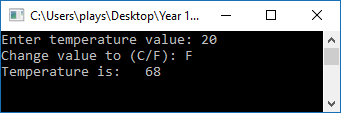 C:\Users\plays\Desktop\Year 1...
Enter temperature value: 20
Change value to (C/F): F
Temperature is:   68